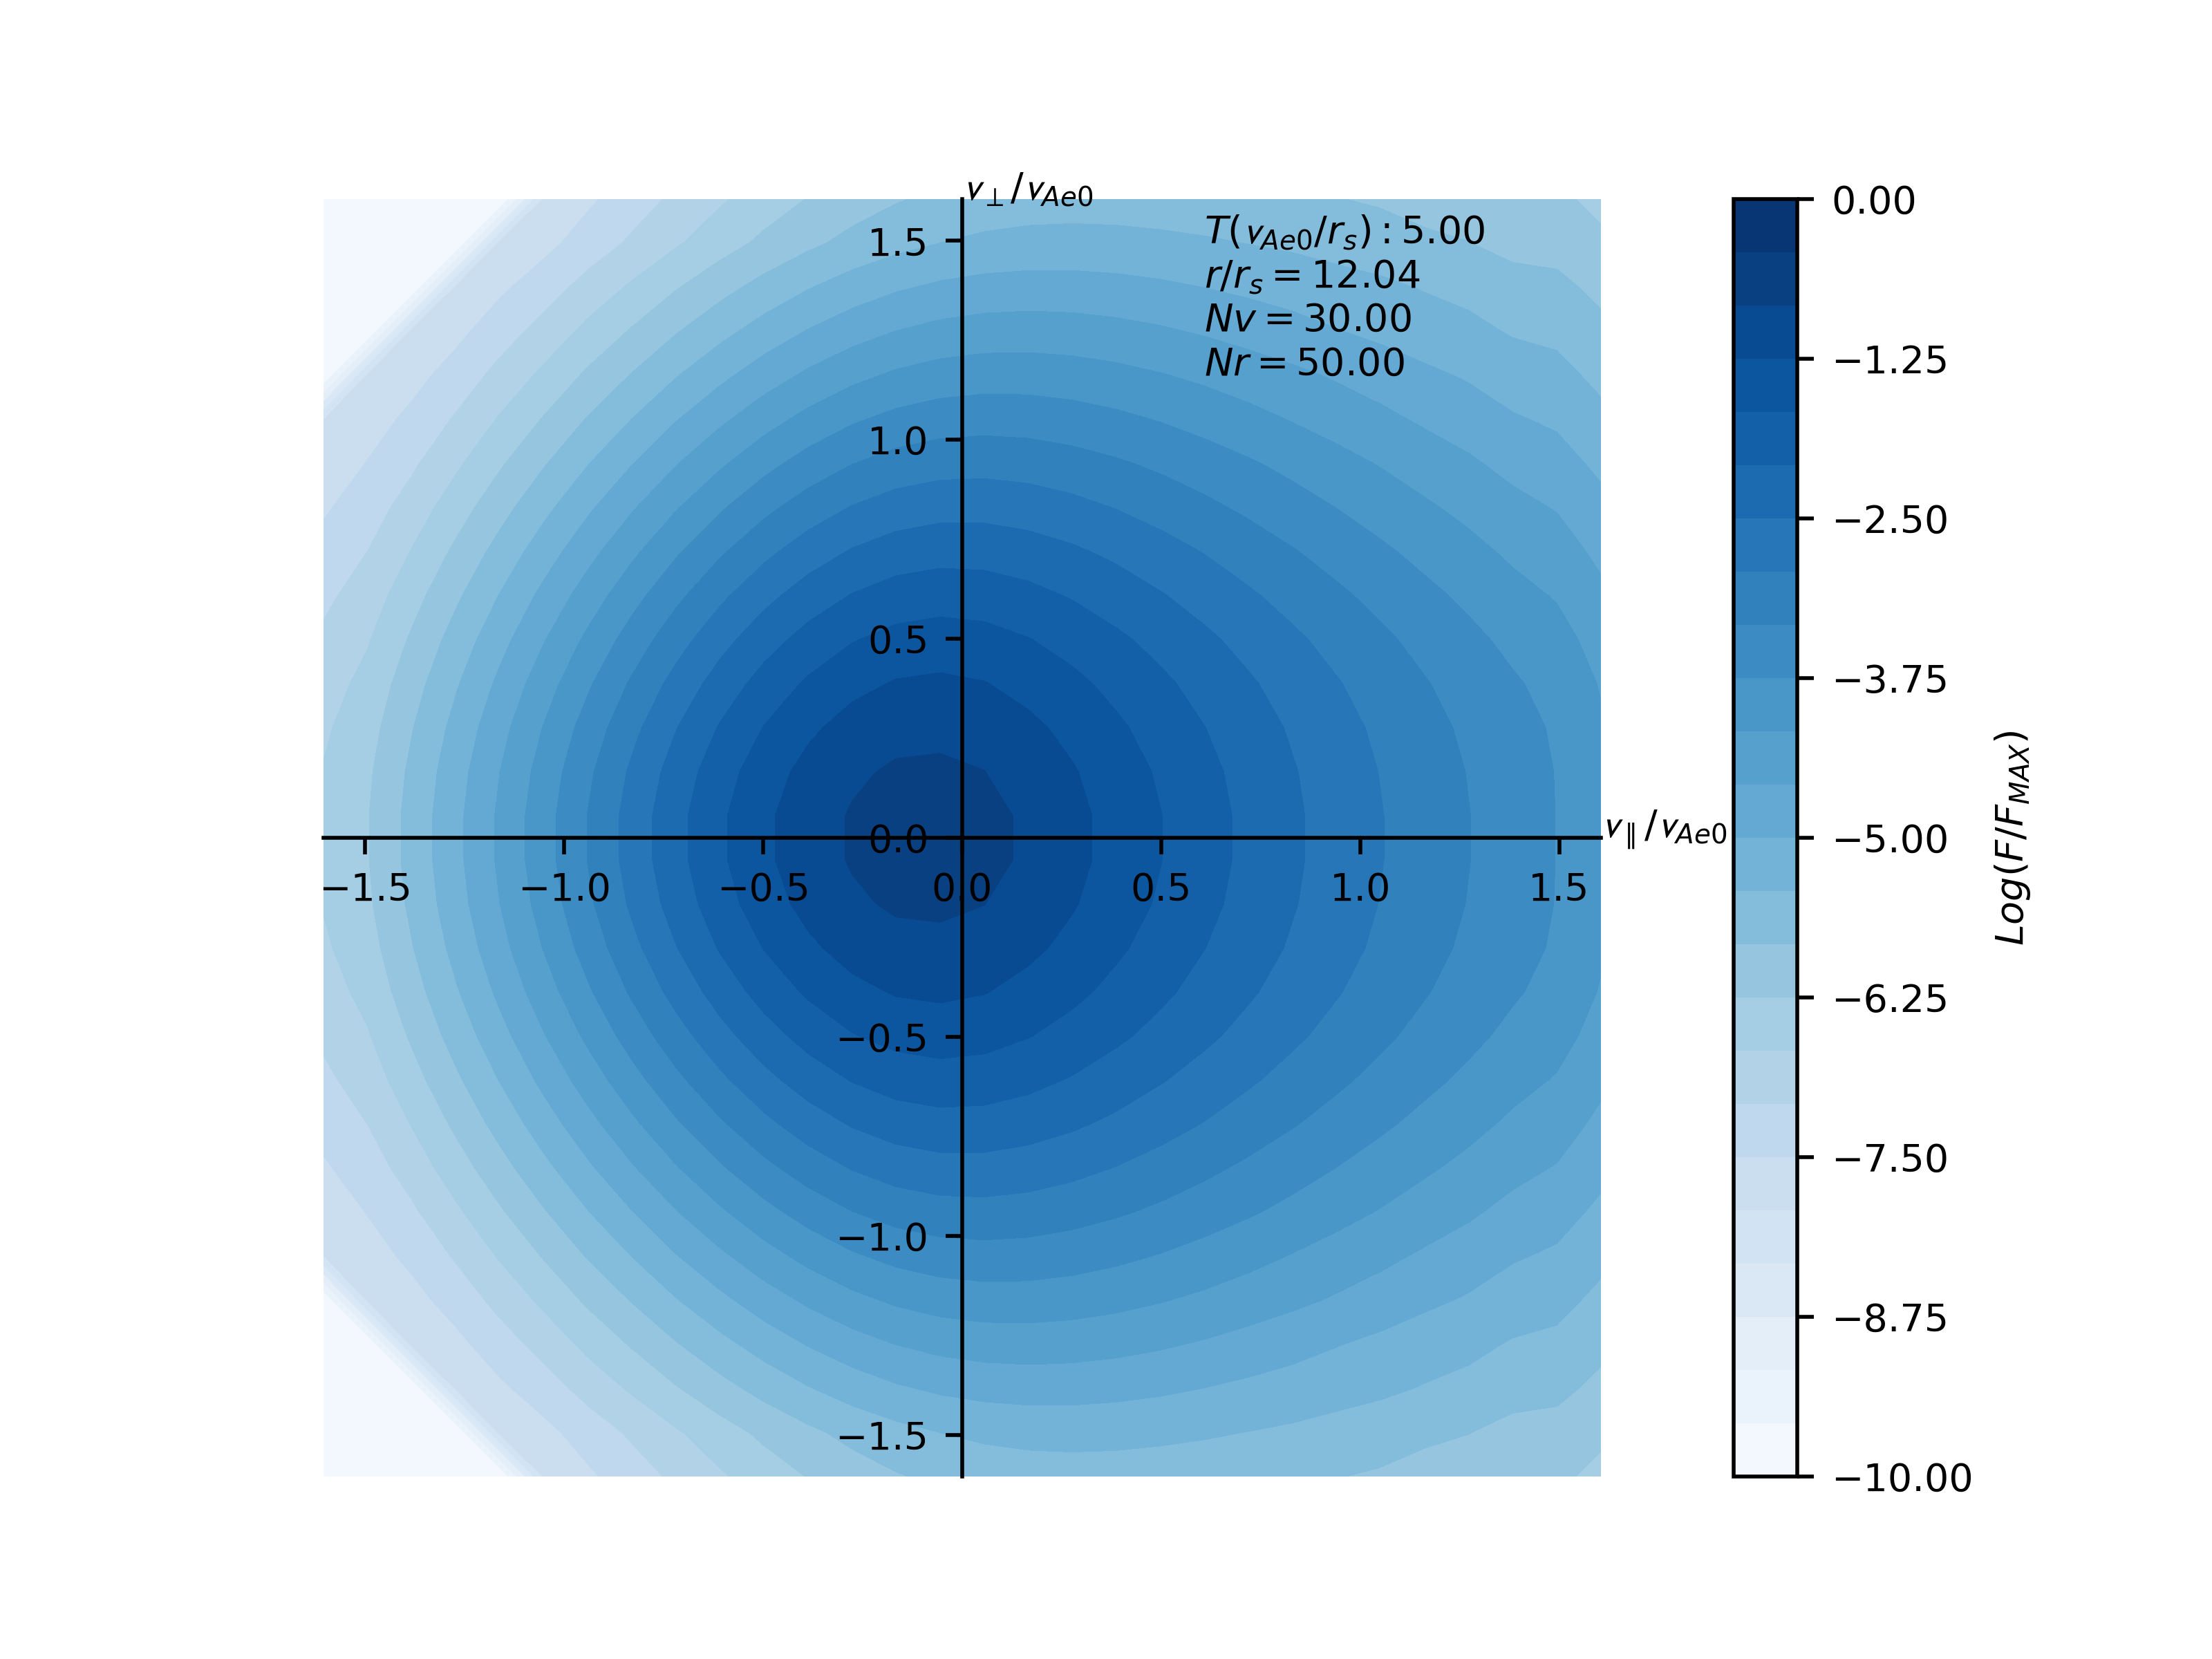 v⊥/vAe0
T(vAe0/rs) : 5.00
r/rs = 12.04
Nv = 30.00
Nr = 50.00
1.5
1.0
0.5
0.0
−0.5
−1.0
−1.5
−1.5 −1.0 −0.5 0.0 0.5 1.0 1.5
v∥/vAe0
0.00
−1.25
−2.50
−3.75
−5.00
−6.25
−7.50
−8.75
−10.00
Log(F/FMAX)